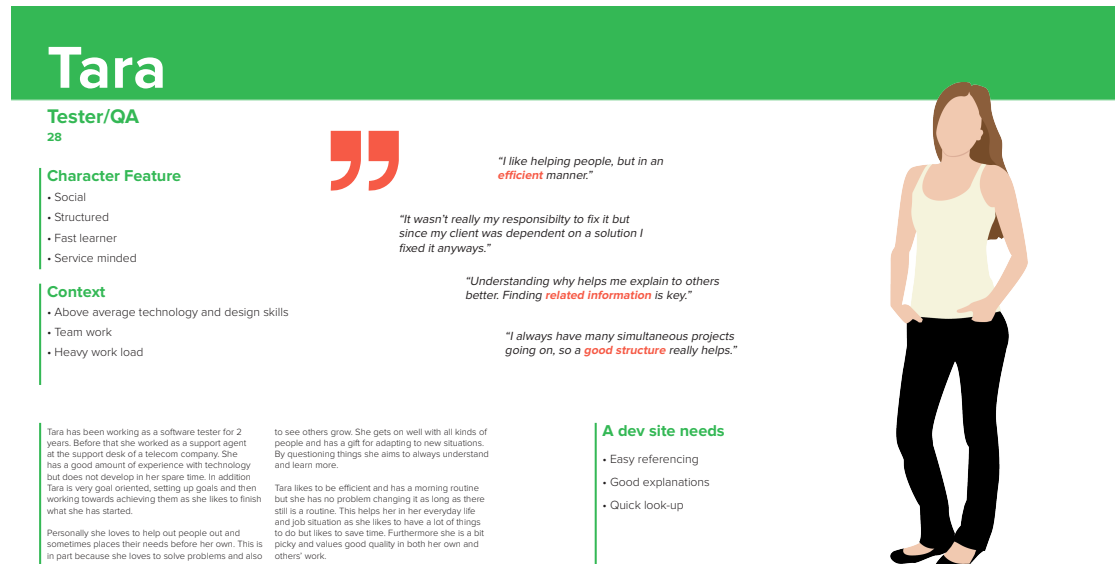 Tara
Tester/QA
28
Character Feature
• Social
• Structured
• Fast learner
• Service minded
Context
• Above average technology and design skills
• Team work
• Heavy work load
“I like helping people, but in an
efficient manner.”
“It wasn’t really my responsibilty to fix it but
since my client was dependent on a solution I
fixed it anyways.”
“Understanding why helps me explain to others
better. Finding related information is key.”
“I always have many simultaneous projects
going on, so a good structure really helps.”
Tara has been working as a software tester for 2
years. Before that she worked as a support agent
at the support desk of a telecom company. She
has a good amount of experience with technology
but does not develop in her spare time. In addition
Tara is very goal oriented, setting up goals and then
working towards achieving them as she likes to finish
what she has started.
Personally she loves to help out people out and
sometimes places their needs before her own. This is
in part because she loves to solve problems and also
to see others grow. She gets on well with all kinds of
people and has a gift for adapting to new situations.
By questioning things she aims to always understand
and learn more.
Tara likes to be efficient and has a morning routine
but she has no problem changing it as long as there
still is a routine. This helps her in her everyday life
and job situation as she likes to have a lot of things
to do but likes to save time. Furthermore she is a bit
picky and values good quality in both her own and
others’ work.
A dev site needs
• Easy referencing
• Good explanations
• Quick look-up